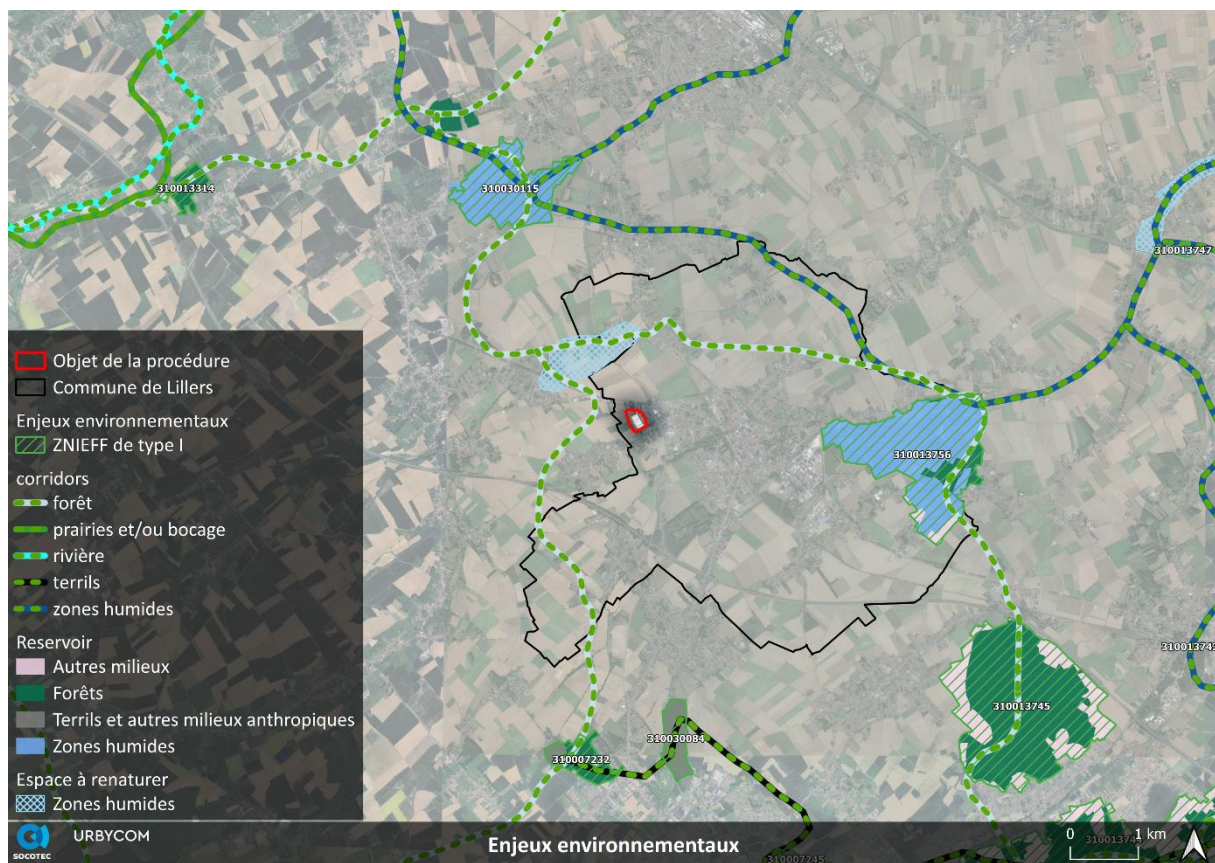 310013314
310030115
310013747
310013756
310013745
310030084
310007232
310007245
Objet de la procédure
Commune de Lillers
Enjeux environnementaux
ZNIEFF de type I
corridors
forêt
prairies et/ou bocage
rivière
terrils
zones humides
Reservoir
Autres milieux
Forêts
Terrils et autres milieux anthropiques
Zones humides
Espace à renaturer
Zones humides
SOCOTEC
URBYCOM
Enjeux environnementaux
0 1 km